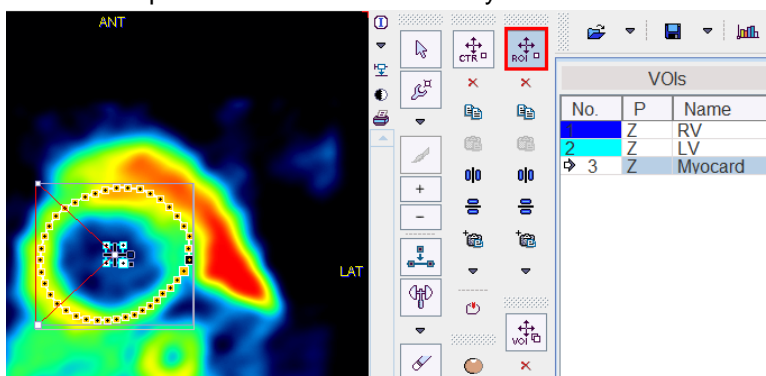 ANT
LAT
CTR
ROI
VOI
VOIs
No. P Name
1 Z RV
2 Z LV
3 Z Myocard